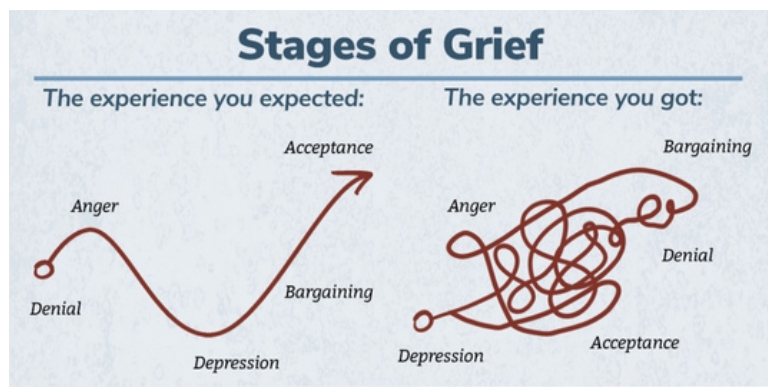 Stages of Grief
The experience you expected:
Acceptance
Anger
Denial
Bargaining
Depression
The experience you got:
Bargaining
Anger
Denial
Depression
Acceptance